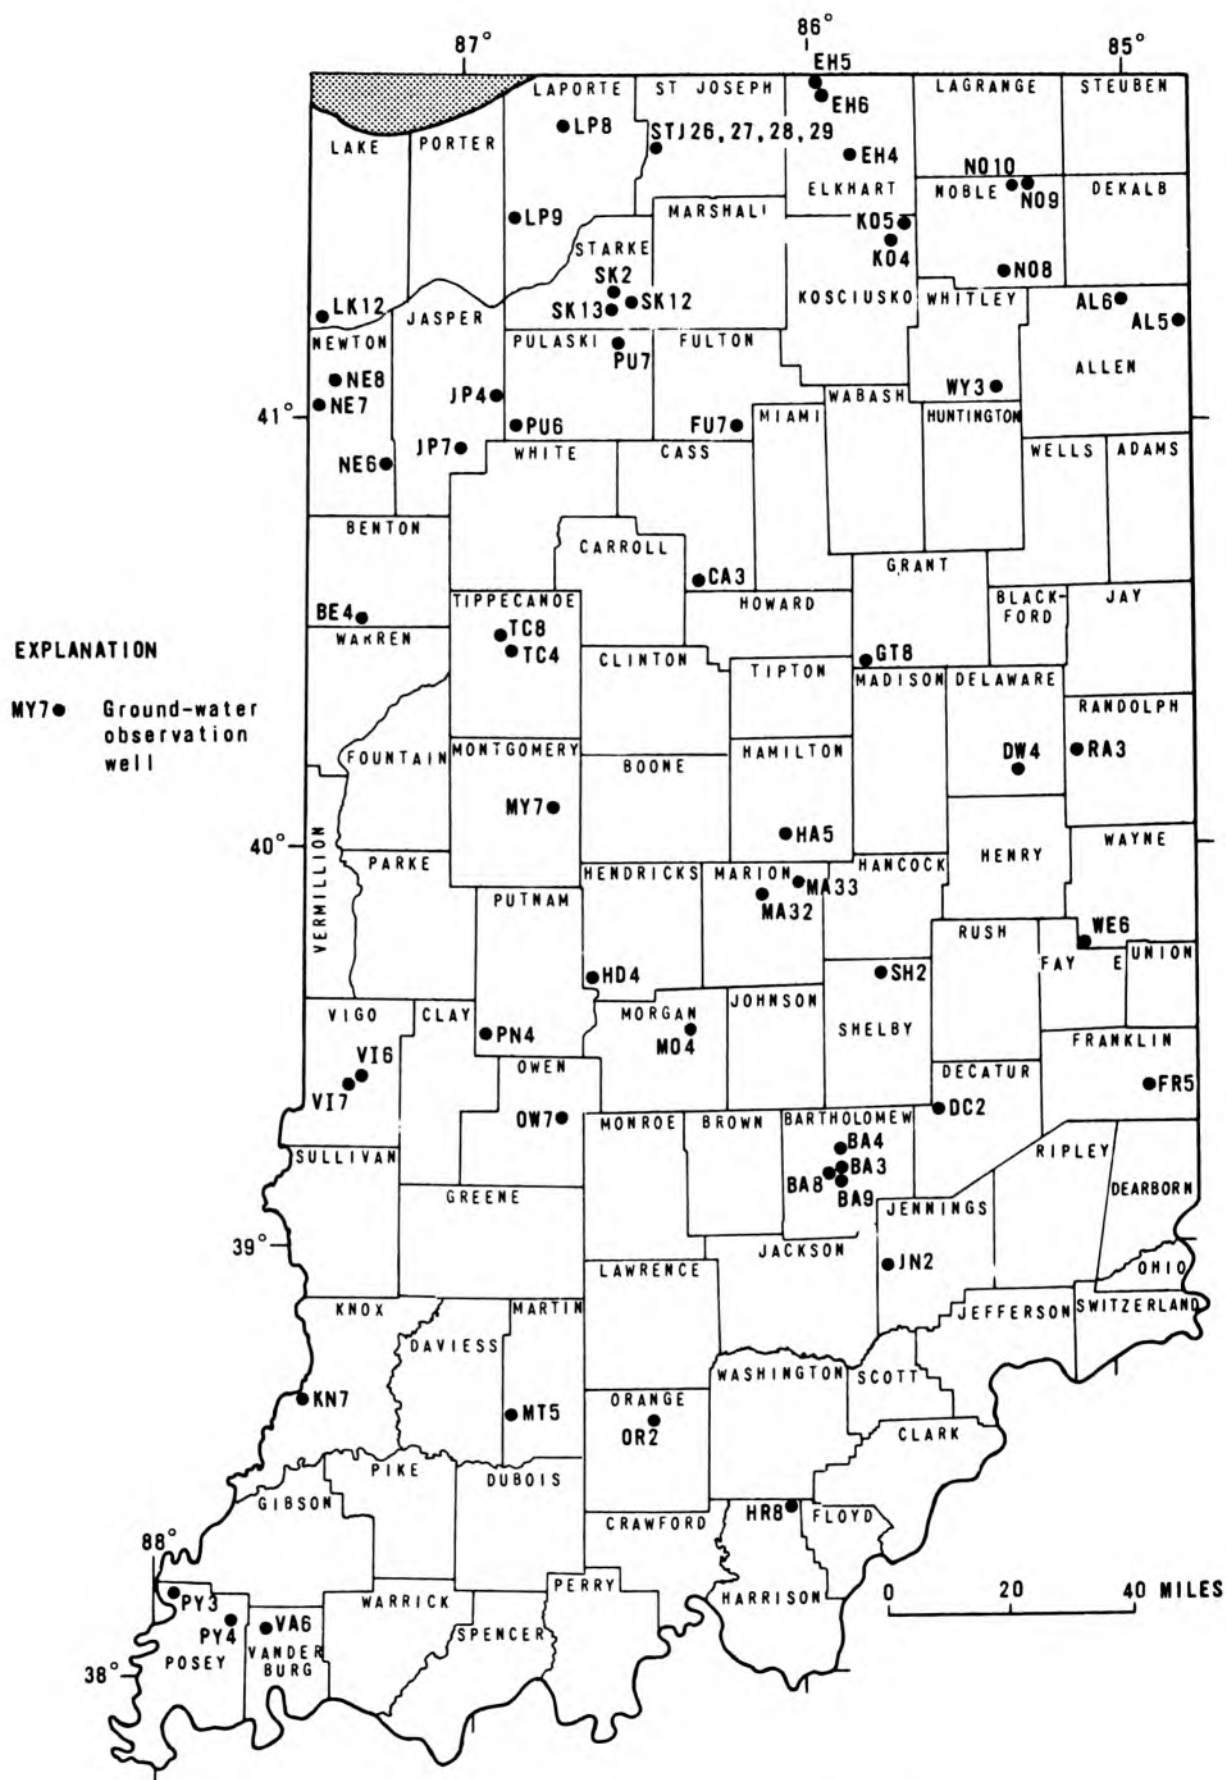 87° 86° 85°
EH5
LAPORTE ST JOSEPH EH6 LAGRANGE STEUBEN
LP8 STJ26, 27, 28, 29
LAKE PORTER EH4
NO10
ELKHART NOBLE NO9 DEKALB
MARSHALL
LP9 KO5
STARKE KO4
SK2 NO8
SK12 KOSCIUSKO WHITLEY AL6
LK12 JASPER SK13 AL5
NEWTON PULASKI FULTON
PU7 ALLEN
NE8
JP4 WY3
NE7 WABASH
41° PU6 FU7 MIAMI HUNTINGTON
JP7 WHITE CASS WELLS ADAMS
NE6
BENTON
CARROLL
GRANT
CA3
TIPPECANOE HOWARD BLACK- JAY
BE4 FORD
TC8
WARREN
EXPLANATION TC4 CLINTON GT8
TIPTON MADISON DELAWARE
MY7 Ground-water RANDOLPH
observation
well
FOUNTAIN MONTGOMERY BOONE HAMILTON DW4 RA3
MY7
HA5 WAYNE
40° PARKE HENDRICKS MARION HANCOCK HENRY
MA33
VERMILLION PUTNAM MA32
RUSH WE6
HD4 SH2 FAY E UNION
VIGO CLAY MORGAN JOHNSON
PN4 MO4 SHELBY FRANKLIN
VI6 OWEN DECATUR
VI7 FR5
OW7 MONROE BROWN BARTHOLOMEW DC2
BA4 RIPLEY
SULLIVAN BA3
BA8
GREENE BA9 DEARBORN
JENNINGS
39° JACKSON
LAWRENCE JN2 OHIO
KNOX MARTIN JEFFERSON SWITZERLAND
DAVIESS
WASHINGTON SCOTT
KN7 ORANGE
MT5 OR2 CLARK
PIKE DUBOIS
GIBSON HR8
CRAWFORD FLOYD
88°
PERRY 0 20 40 MILES
PY3 WARRICK HARRISON
PY4 VA6
SPENCER
POSEY VANDER
BURG
38°